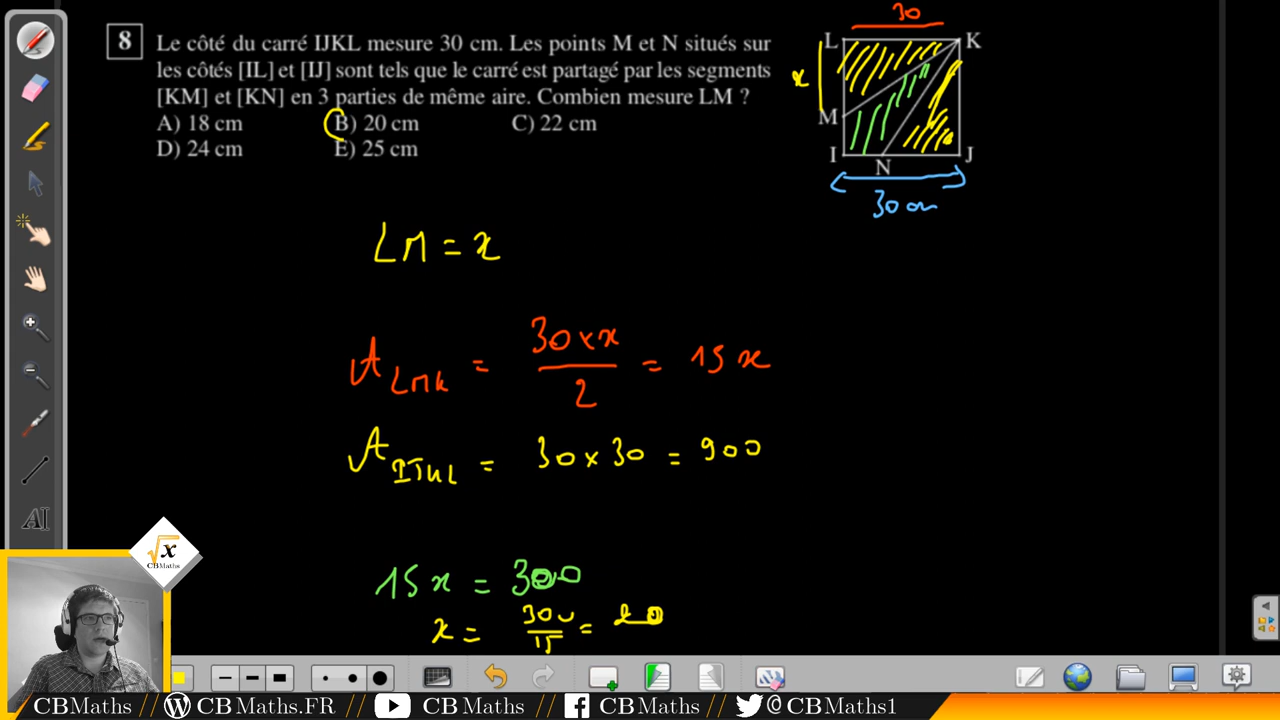 8 Le côté du carré IJKL mesure 30 cm. Les points M et N situés sur
les côtés [IL] et [IJ] sont tels que le carré est partagé par les segments
[KM] et [KN] en 3 parties de même aire. Combien mesure LM ?
A) 18 cm B) 20 cm C) 22 cm
D) 24 cm E) 25 cm
30
L K
x
M
I N J
30 cm
LM = x
A LMK = 30 × x / 2 = 15 x
A IJKL = 30 × 30 = 900
15 x = 300
x = 300 / 15 = 20
AI
√x
CBMaths
CBMaths // CBMaths.FR / CBMaths / CBMaths / @CBMaths1